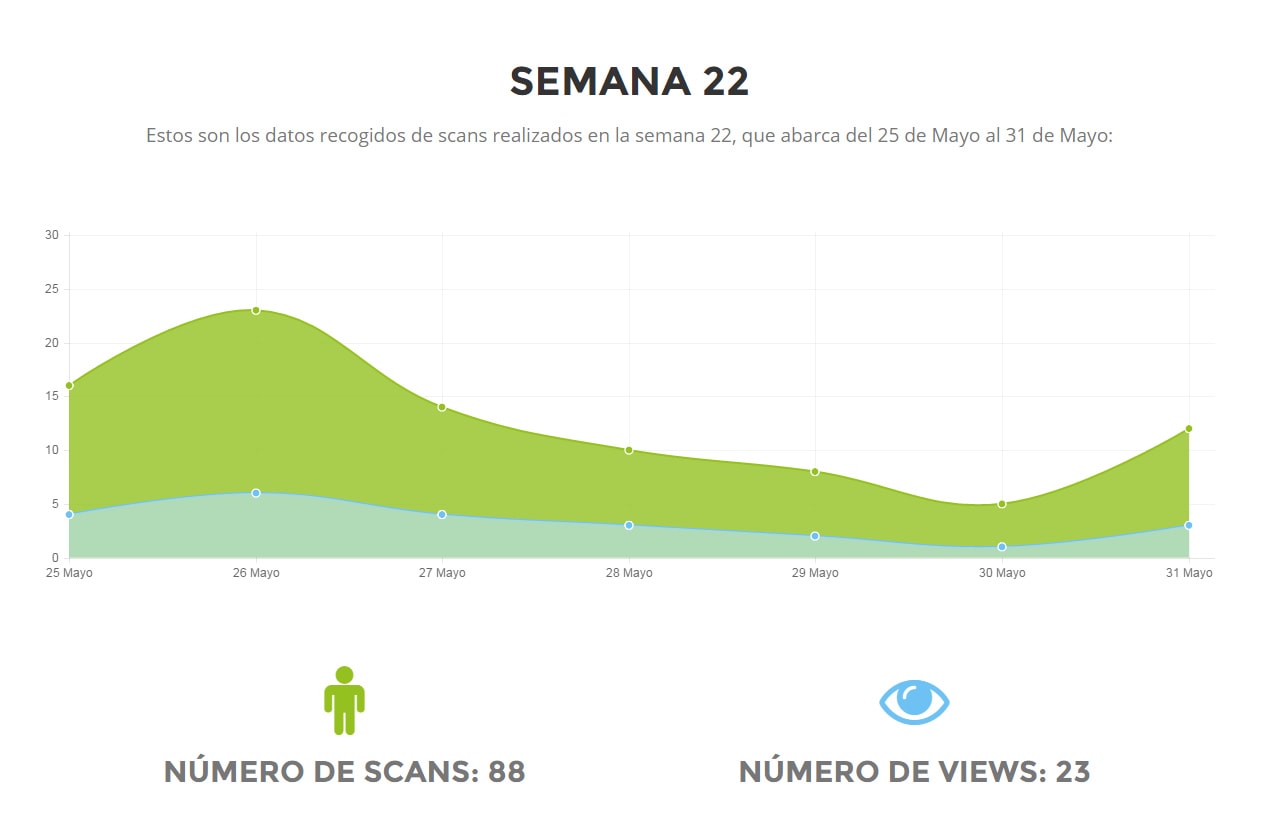 SEMANA 22
Estos son los datos recogidos de scans realizados en la semana 22, que abarca del 25 de Mayo al 31 de Mayo:
30
25
20
15
10
5
0
25 Mayo 26 Mayo 27 Mayo 28 Mayo 29 Mayo 30 Mayo 31 Mayo
NÚMERO DE SCANS: 88 NÚMERO DE VIEWS: 23